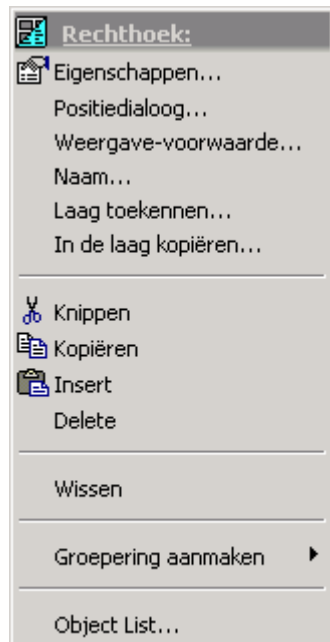 Rechthoek:
Eigenschappen...
Positiedialoog...
Weergave-voorwaarde...
Naam...
Laag toekennen...
In de laag kopiëren...
Knippen
Kopiëren
Insert
Delete
Wissen
Groepering aanmaken
Object List...